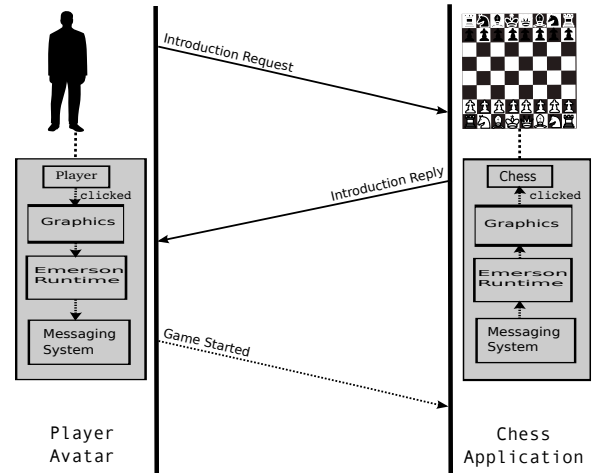 Introduction Request
Introduction Reply
Game Started
Player
clicked
Graphics
Emerson
Runtime
Messaging
System
Player
Avatar
Chess
clicked
Graphics
Emerson
Runtime
Messaging
System
Chess
Application